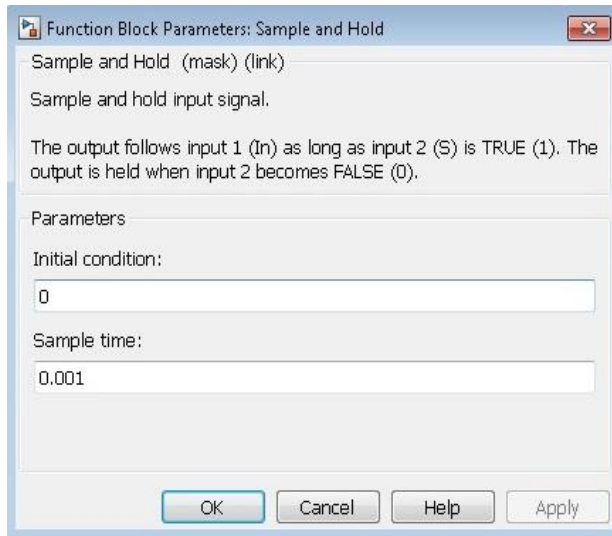 Function Block Parameters: Sample and Hold
Sample and Hold (mask) (link)
Sample and hold input signal.
The output follows input 1 (In) as long as input 2 (S) is TRUE (1). The
output is held when input 2 becomes FALSE (0).
Parameters
Initial condition:
0
Sample time:
0.001
OK Cancel Help Apply